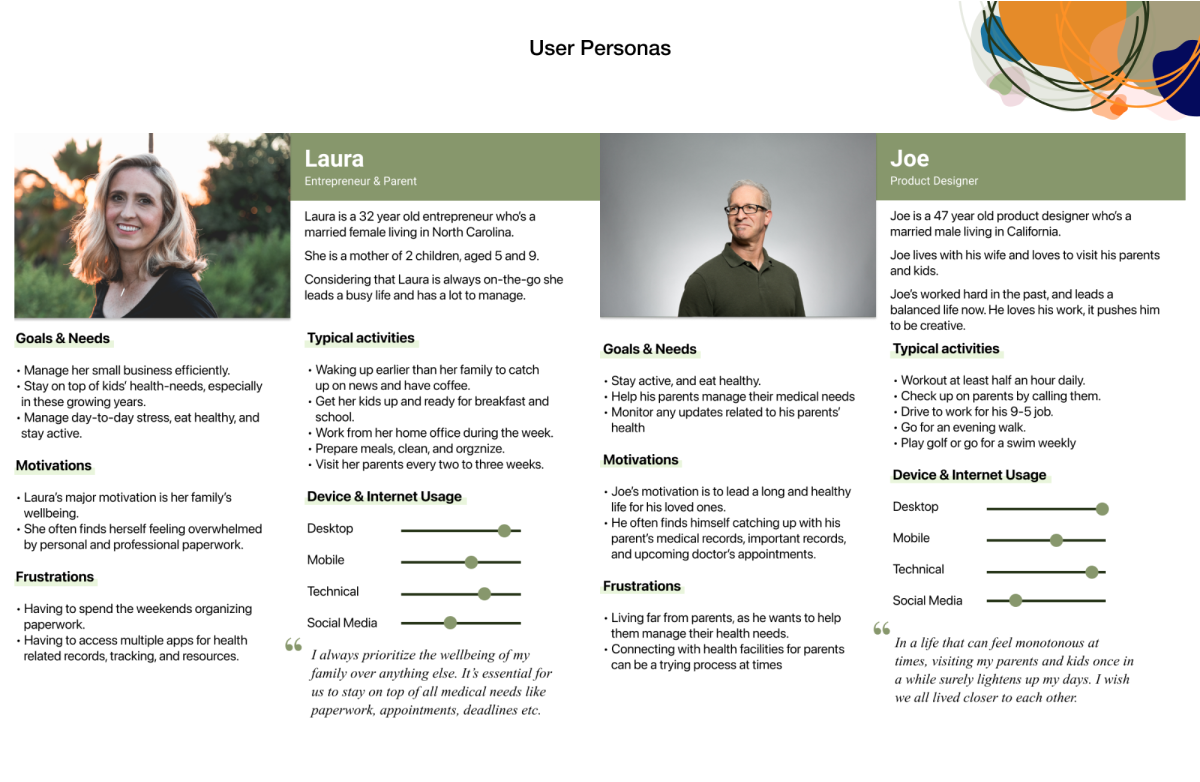 User Personas
Laura
Entrepreneur & Parent
Laura is a 32 year old entrepreneur who's a
married female living in North Carolina.
She is a mother of 2 children, aged 5 and 9.
Considering that Laura is always on-the-go she
leads a busy life and has a lot to manage.
Goals & Needs
• Manage her small business efficiently.
• Stay on top of kids' health-needs, especially
in these growing years.
• Manage day-to-day stress, eat healthy, and
stay active.
Motivations
• Laura's major motivation is her family's
wellbeing.
• She often finds herself feeling overwhelmed
by personal and professional paperwork.
Frustrations
• Having to spend the weekends organizing
paperwork.
• Having to access multiple apps for health
related records, tracking, and resources.
Typical activities
• Waking up earlier than her family to catch
up on news and have coffee.
• Get her kids up and ready for breakfast and
school.
• Work from her home office during the week.
• Prepare meals, clean, and orgznize.
• Visit her parents every two to three weeks.
Device & Internet Usage
Desktop
Mobile
Technical
Social Media
“
I always prioritize the wellbeing of my
family over anything else. It's essential for
us to stay on top of all medical needs like
paperwork, appointments, deadlines etc.
Joe
Product Designer
Joe is a 47 year old product designer who's a
married male living in California.
Joe lives with his wife and loves to visit his parents
and kids.
Joe's worked hard in the past, and leads a
balanced life now. He loves his work, it pushes him
to be creative.
Goals & Needs
• Stay active, and eat healthy.
• Help his parents manage their medical needs
• Monitor any updates related to his parents'
health
Motivations
• Joe's motivation is to lead a long and healthy
life for his loved ones.
• He often finds himself catching up with his
parent's medical records, important records,
and upcoming doctor's appointments.
Frustrations
• Living far from parents, as he wants to help
them manage their health needs.
• Connecting with health facilities for parents
can be a trying process at times
Typical activities
• Workout at least half an hour daily.
• Check up on parents by calling them.
• Drive to work for his 9-5 job.
• Go for an evening walk.
• Play golf or go for a swim weekly
Device & Internet Usage
Desktop
Mobile
Technical
Social Media
“
In a life that can feel monotonous at
times, visiting my parents and kids once in
a while surely lightens up my days. I wish
we all lived closer to each other.